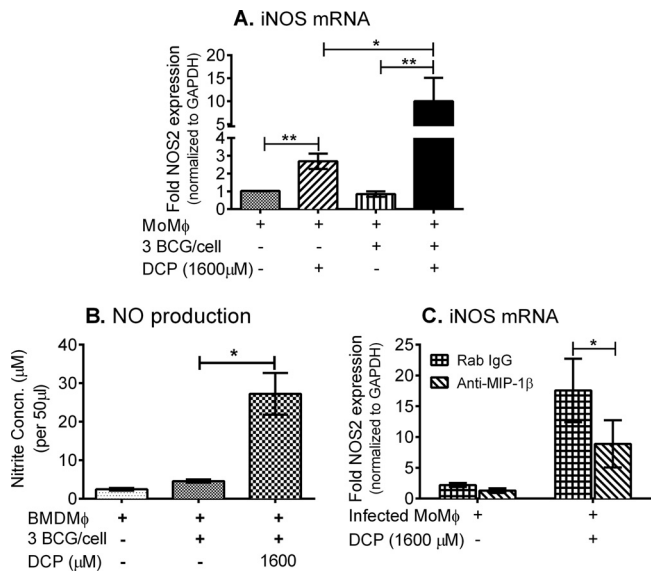 A. iNOS mRNA
Fold NOS2 expression
(normalized to GAPDH)
20
15
10
5
4
3
2
1
0
**
*
**
MoMϕ + + + +
3 BCG/cell - - + +
DCP (1600µM) - + - +
B. NO production
Nitrite Concn. (µM)
(per 50µl)
40
30
20
10
0
*
BMDMϕ + + +
3 BCG/cell - + +
DCP (µM) - - 1600
C. iNOS mRNA
Fold NOS2 expression
(normalized to GAPDH)
25
20
15
10
5
0
Rab IgG
Anti-MIP-1β
*
Infected MoMϕ + +
DCP (1600 µM) - +